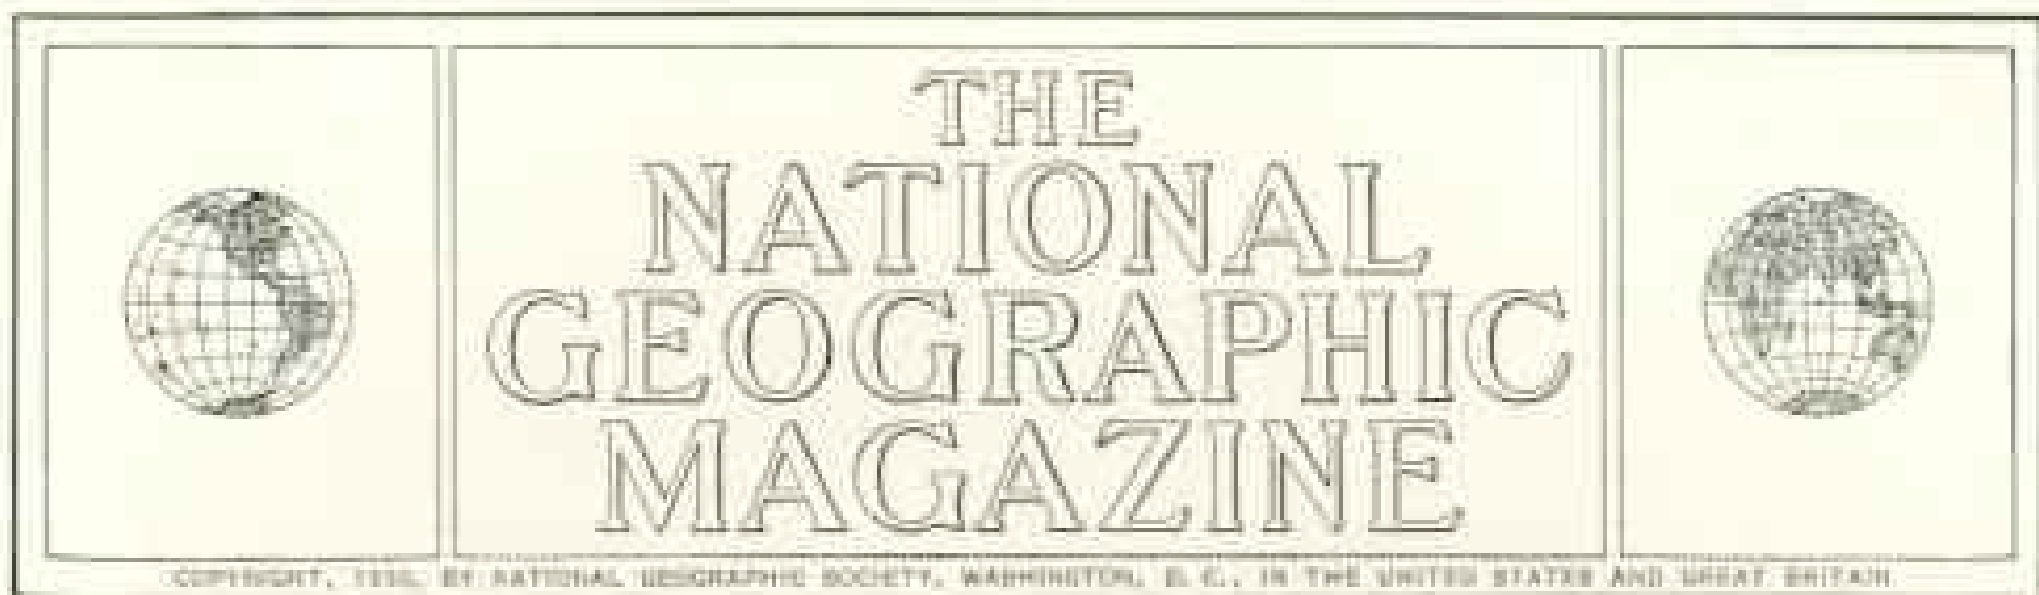 THE
NATIONAL
GEOGRAPHIC
MAGAZINE
COPYRIGHT, BY NATIONAL GEOGRAPHIC SOCIETY, WASHINGTON, D. C., IN THE UNITED STATES AND GREAT BRITAIN